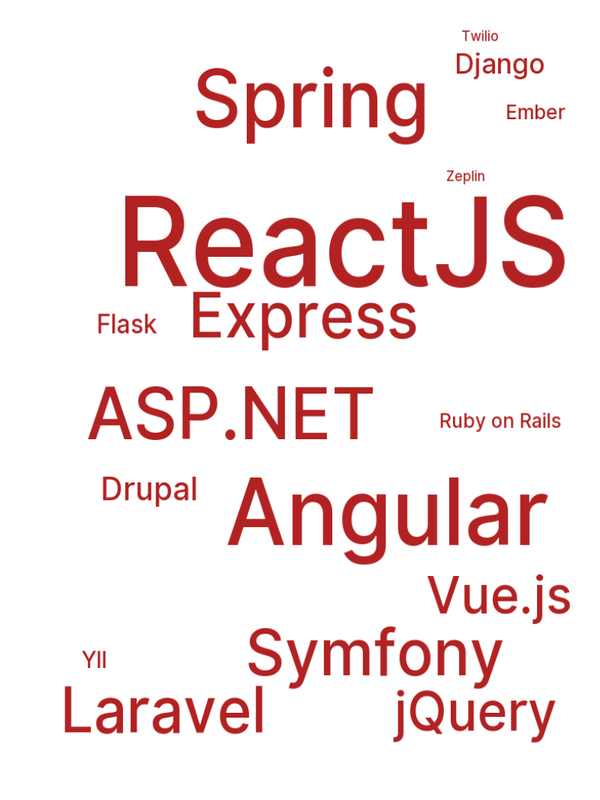 Twilio
Django
Spring
Ember
Zeplin
ReactJS
Express
Flask
ASP.NET
Ruby on Rails
Drupal
Angular
Vue.js
Symfony
YII
Laravel
jQuery